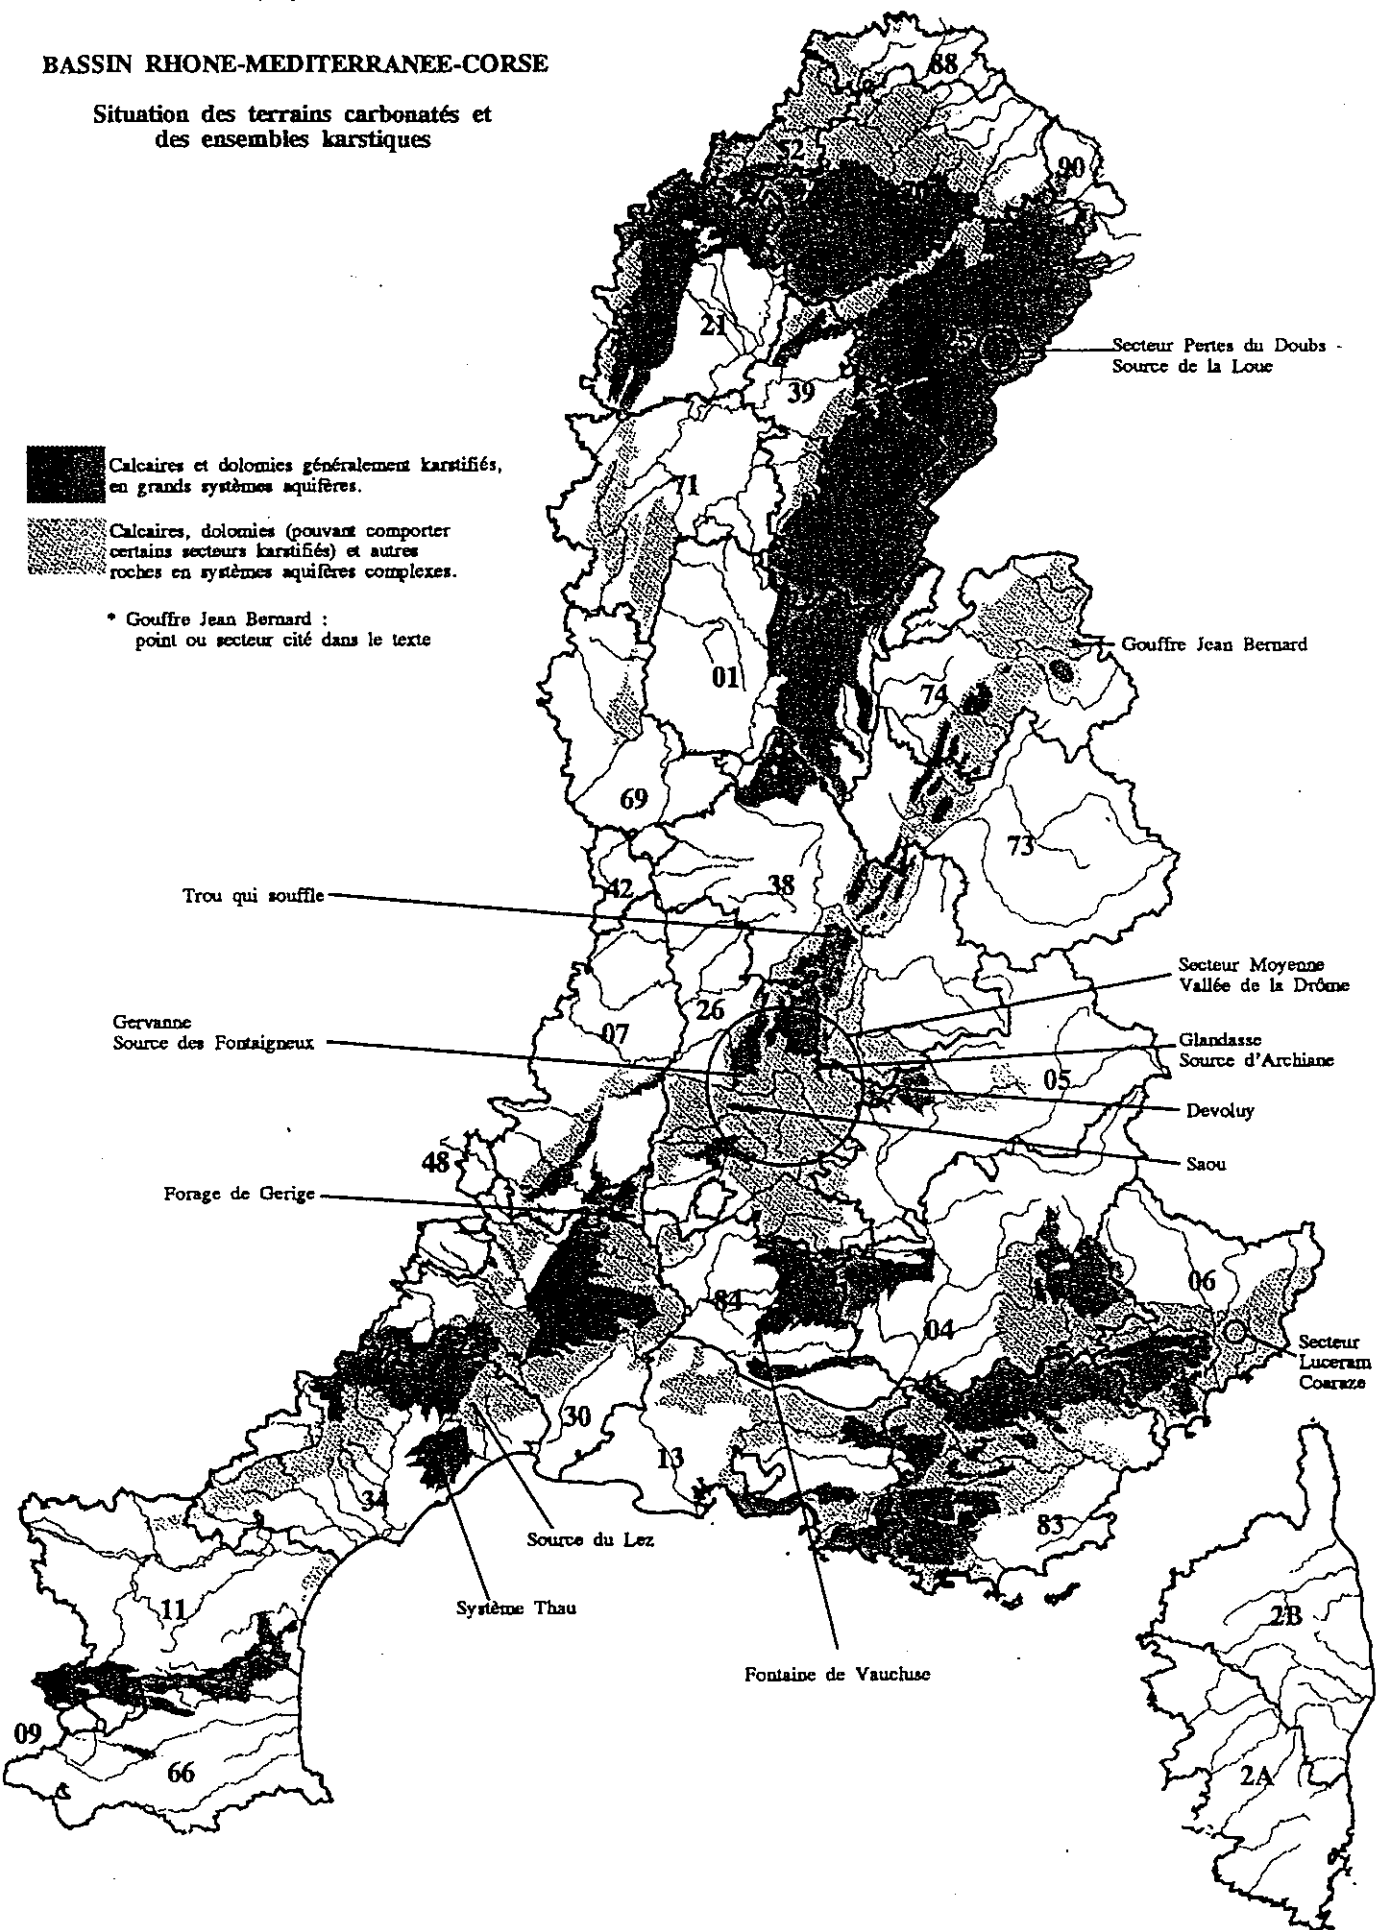 BASSIN RHONE-MEDITERRANEE-CORSE
Situation des terrains carbonatés et
des ensembles karstiques
Calcaires et dolomies généralement karstifiés,
en grands systèmes aquifères.
Calcaires, dolomies (pouvant comporter
certains secteurs karstifiés) et autres
roches en systèmes aquifères complexes.
* Gouffre Jean Bernard :
point ou secteur cité dans le texte
88
52
90
70
21
39
Secteur Pertes du Doubs -
Source de la Loue
71
01
74
Gouffre Jean Bernard
69
73
42
38
Trou qui souffle
26
07
Secteur Moyenne
Vallée de la Drôme
Gervanne
Source des Fontaigneux
Glandasse
Source d'Archiane
05
Devoluy
48
Saou
Forage de Gerige
84
04
06
Secteur
Luceram
Coaraze
30
13
34
83
Source du Lez
Système Thau
11
Fontaine de Vaucluse
09
66
2B
2A